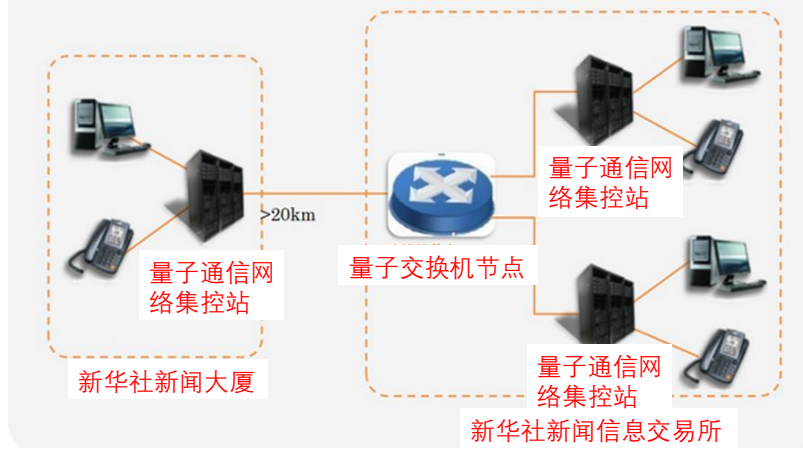 量子通信网
络集控站
>20km
量子通信网
络集控站
量子交换机节点
新华社新闻大厦
量子通信网
络集控站
新华社新闻信息交易所